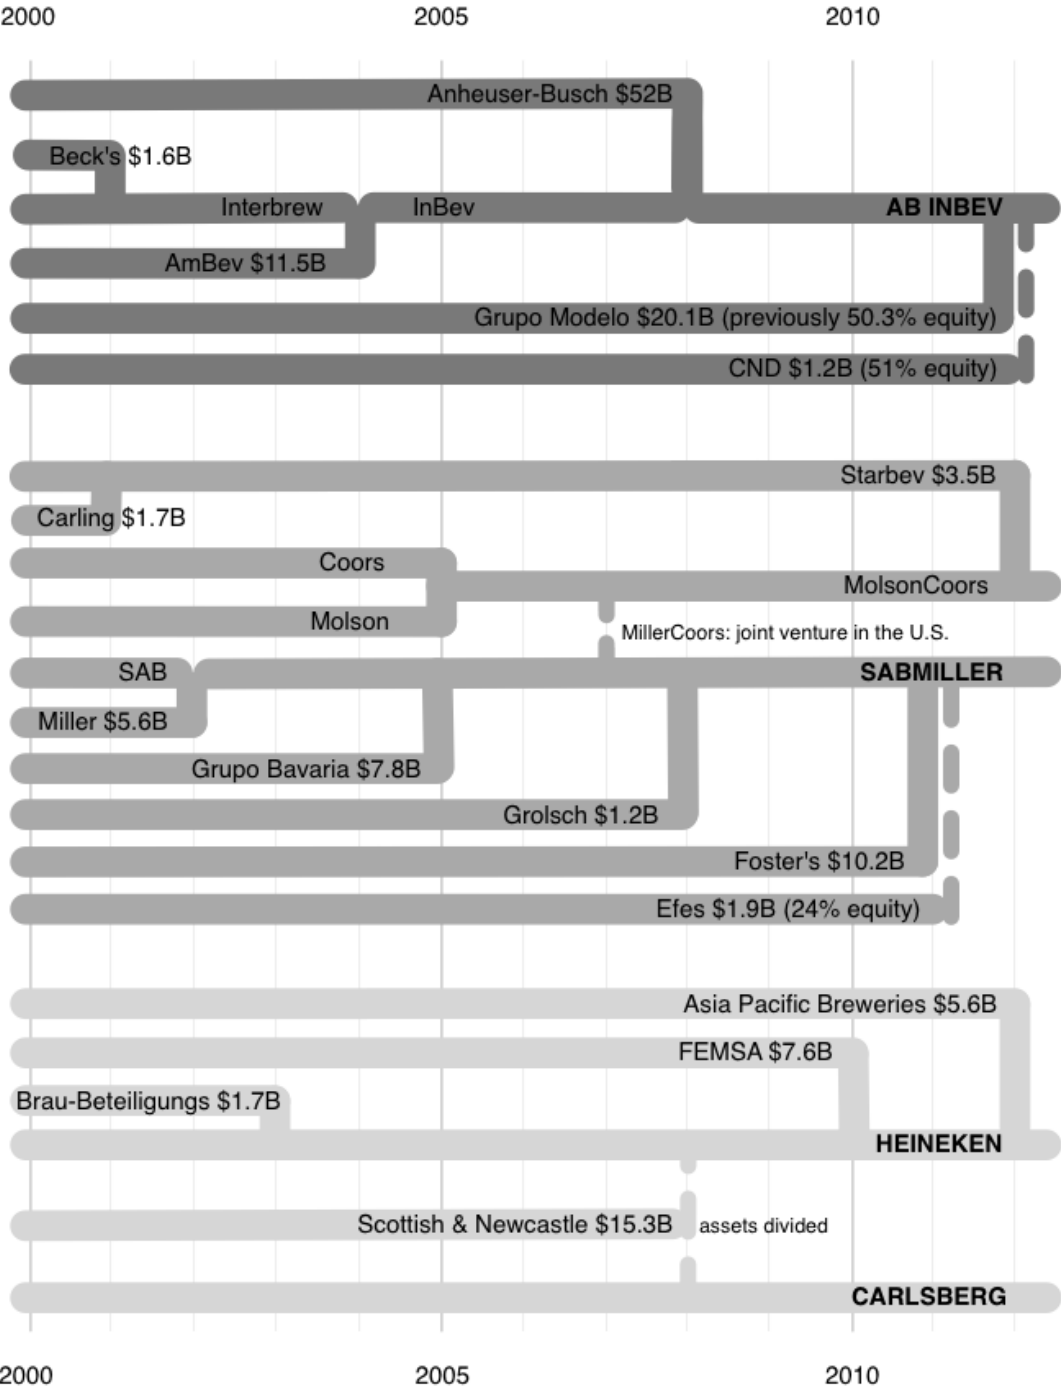 2000 2005 2010
Anheuser-Busch $52B
Beck's $1.6B
Interbrew InBev AB INBEV
AmBev $11.5B
Grupo Modelo $20.1B (previously 50.3% equity)
CND $1.2B (51% equity)
Starbev $3.5B
Carling $1.7B
Coors
MolsonCoors
Molson
MillerCoors: joint venture in the U.S.
SAB SABMILLER
Miller $5.6B
Grupo Bavaria $7.8B
Grolsch $1.2B
Foster's $10.2B
Efes $1.9B (24% equity)
Asia Pacific Breweries $5.6B
FEMSA $7.6B
Brau-Beteiligungs $1.7B
HEINEKEN
Scottish & Newcastle $15.3B assets divided
CARLSBERG
2000 2005 2010